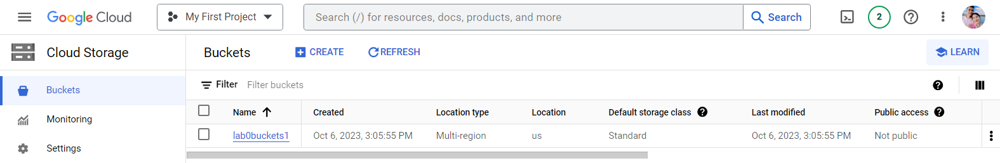 Google Cloud My First Project Search (/) for resources, docs, products, and more Search 2
Cloud Storage Buckets CREATE REFRESH LEARN
Buckets
Filter Filter buckets
Name Created Location type Location Default storage class Last modified Public access
Monitoring
lab0buckets1 Oct 6, 2023, 3:05:55 PM Multi-region us Standard Oct 6, 2023, 3:05:55 PM Not public
Settings